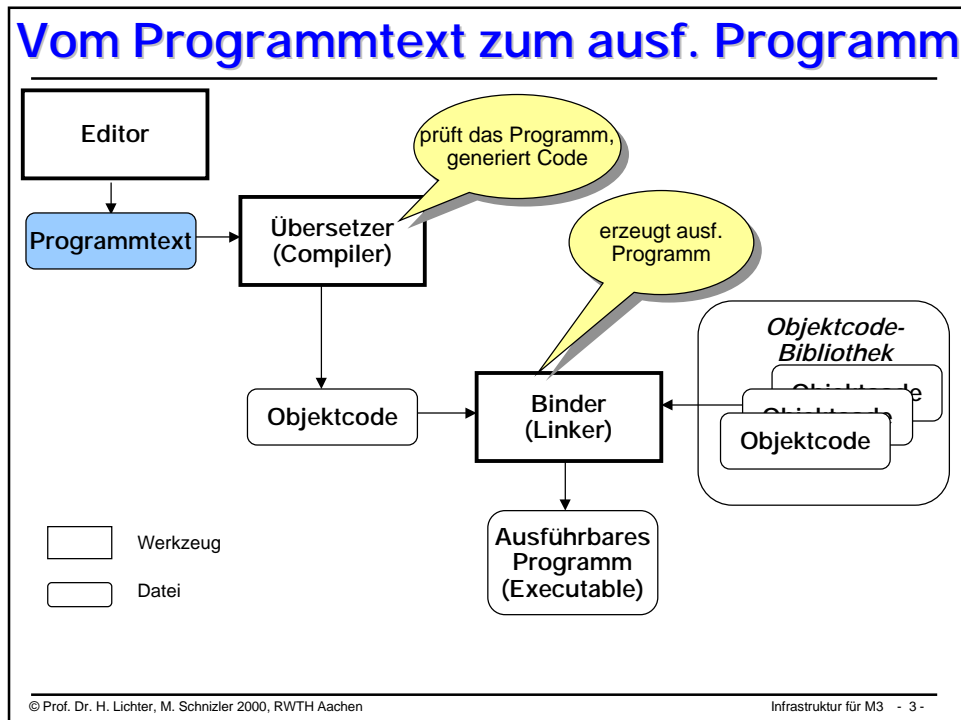 Vom Programmtext zum ausf. Programm
Editor
prüft das Programm,
generiert Code
Programmtext
Übersetzer
(Compiler)
erzeugt ausf.
Programm
Objektcode-
Bibliothek
Objektcode
Objektcode
Objektcode
Objektcode
Binder
(Linker)
Ausführbares
Programm
(Executable)
Werkzeug
Datei
© Prof. Dr. H. Lichter, M. Schnizler 2000, RWTH Aachen
Infrastruktur für M3 - 3 -